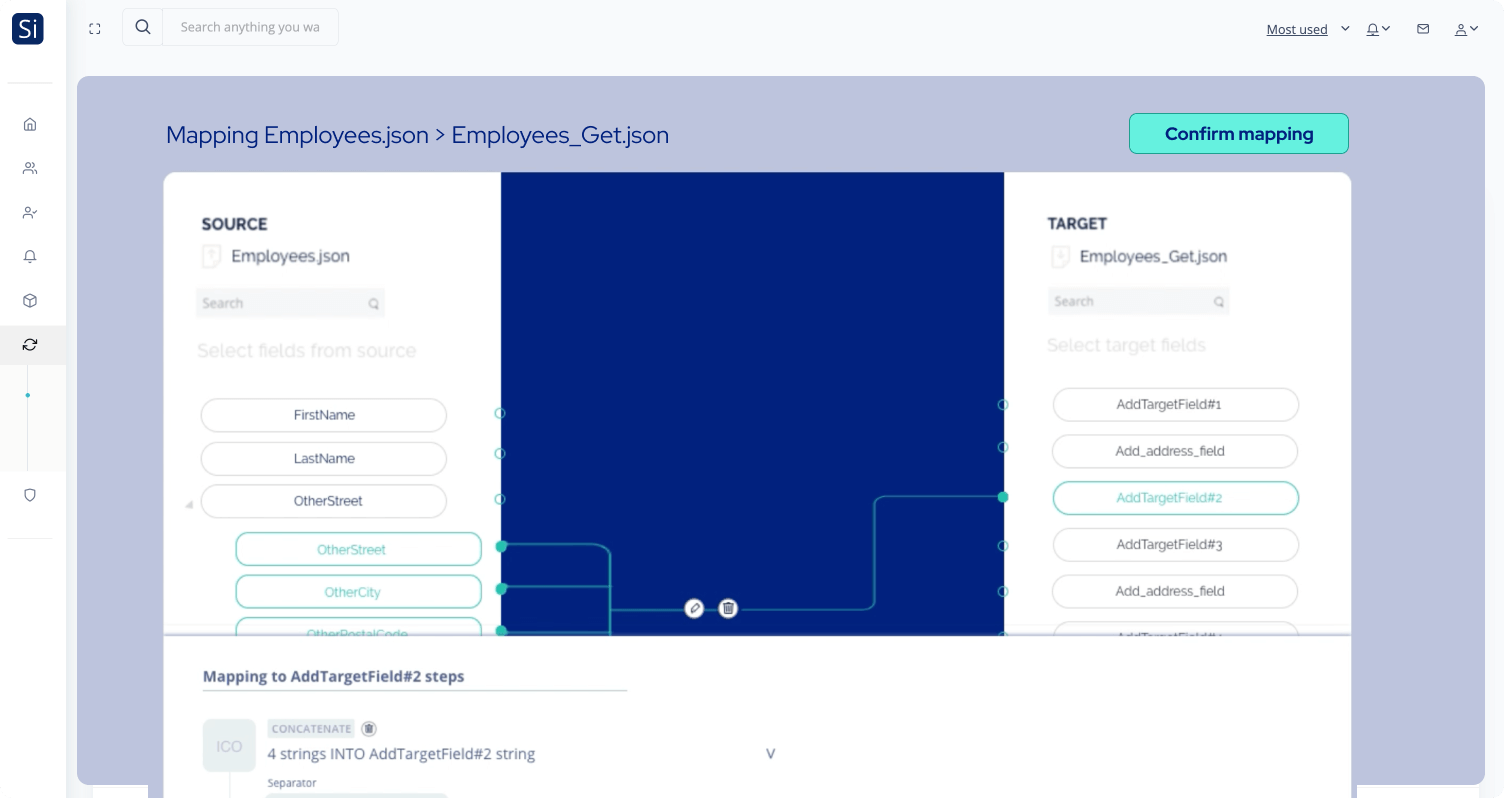 Si
Search anything you wa
Most used
Mapping Employees.json > Employees_Get.json
Confirm mapping
SOURCE
Employees.json
Search
Select fields from source
FirstName
LastName
OtherStreet
OtherStreet
OtherCity
OtherPostalCode
TARGET
Employees_Get.json
Search
Select target fields
AddTargetField#1
Add_address_field
AddTargetField#2
AddTargetField#3
Add_address_field
AddTargetField#4
Mapping to AddTargetField#2 steps
ICO
CONCATENATE
4 strings INTO AddTargetField#2 string
V
Separator